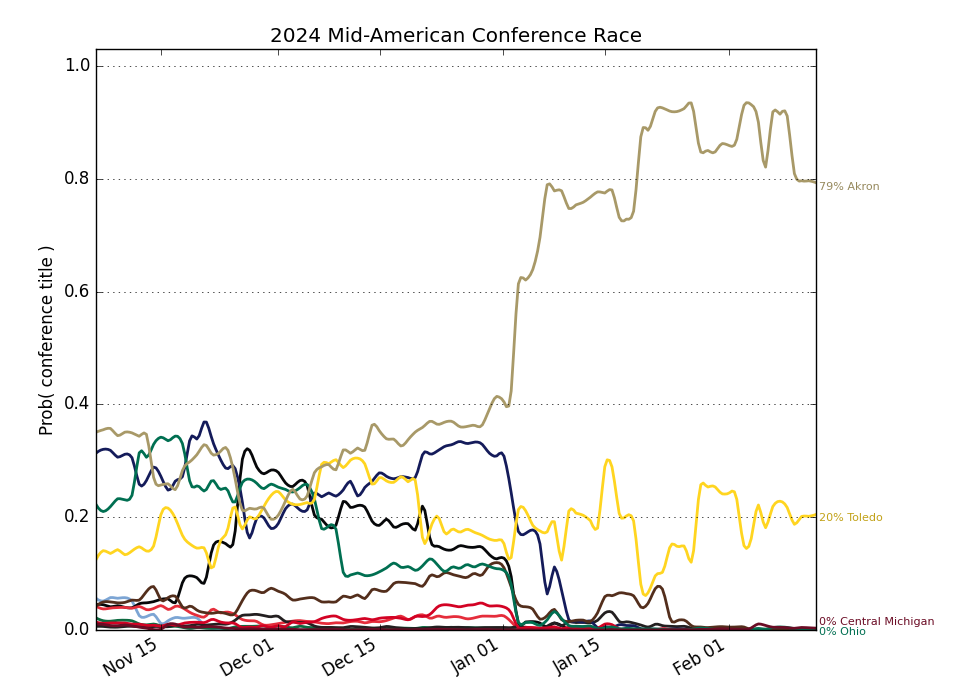 2024 Mid-American Conference Race
Prob( conference title )
1.0
0.8
0.6
0.4
0.2
0.0
79% Akron
20% Toledo
0% Central Michigan
0% Ohio
Nov 15
Dec 01
Dec 15
Jan 01
Jan 15
Feb 01